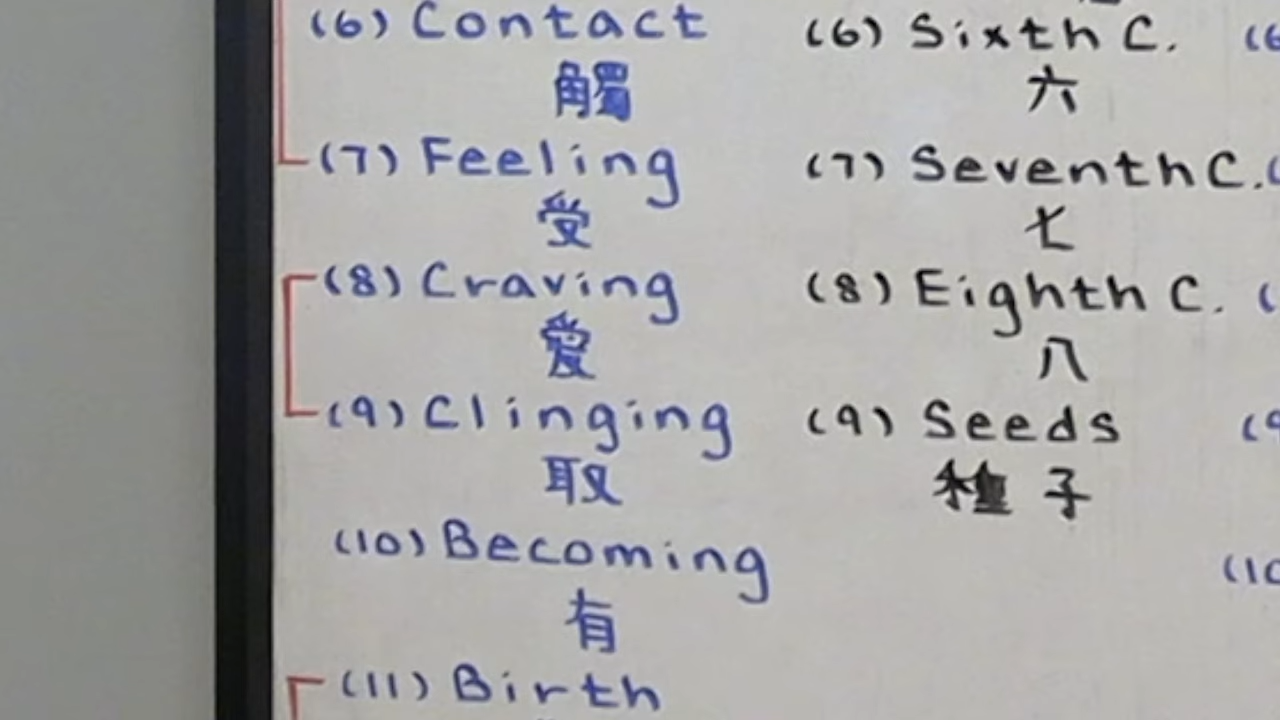 (6) Contact (6) Sixth C.
觸 六
(7) Feeling (7) Seventh C.
受 七
(8) Craving (8) Eighth C.
愛 八
(9) Clinging (9) Seeds
取 種子
(10) Becoming
有
(11) Birth